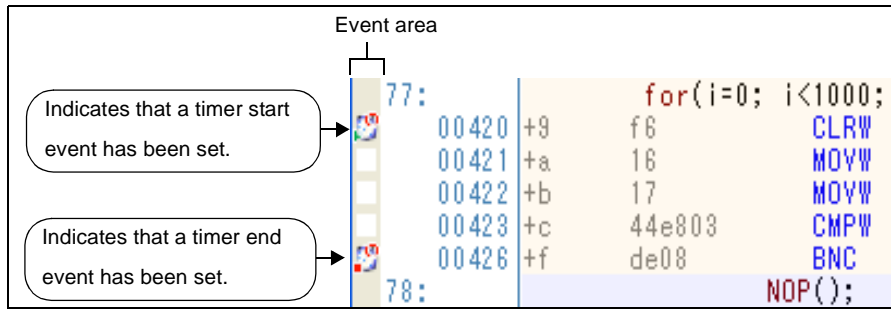 Event area
77: for(i=0; i<1000;
Indicates that a timer start
event has been set.
00420 +9 f6 CLRW
00421 +a 16 MOVW
00422 +b 17 MOVW
00423 +c 44e803 CMPW
Indicates that a timer end
event has been set.
00426 +f de08 BNC
78: NOP();